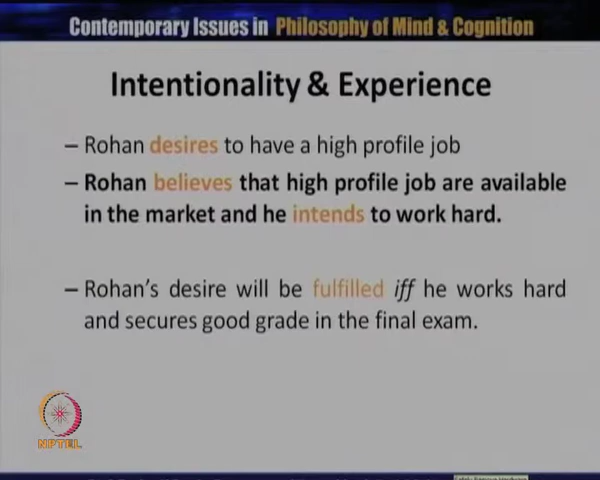 Contemporary Issues in Philosophy of Mind & Cognition
Intentionality & Experience
– Rohan desires to have a high profile job
– Rohan believes that high profile job are available
in the market and he intends to work hard.
– Rohan's desire will be fulfilled iff he works hard
and secures good grade in the final exam.
NPTEL